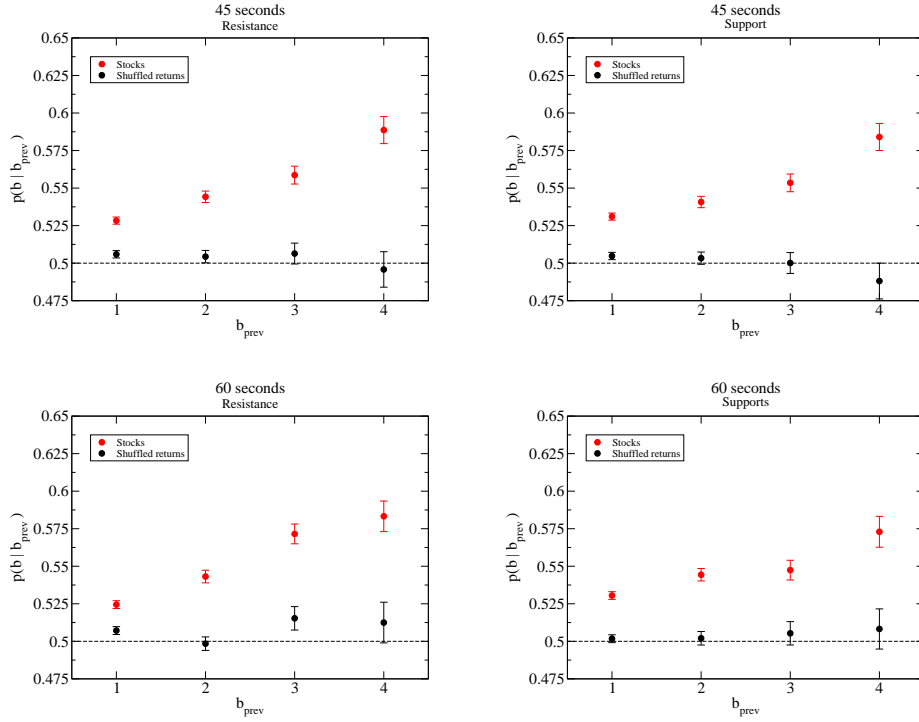 45 seconds
Resistance
0.65
0.625
0.6
0.575
0.55
0.525
0.5
0.475
p(b | b_prev)
Stocks
Shuffled returns
1 2 3 4
b_prev
45 seconds
Support
0.65
0.625
0.6
0.575
0.55
0.525
0.5
0.475
p(b | b_prev)
Stocks
Shuffled returns
1 2 3 4
b_prev
60 seconds
Resistance
0.65
0.625
0.6
0.575
0.55
0.525
0.5
0.475
p(b | b_prev)
Stocks
Shuffled returns
1 2 3 4
b_prev
60 seconds
Supports
0.65
0.625
0.6
0.575
0.55
0.525
0.5
0.475
p(b | b_prev)
Stocks
Shuffled returns
1 2 3 4
b_prev